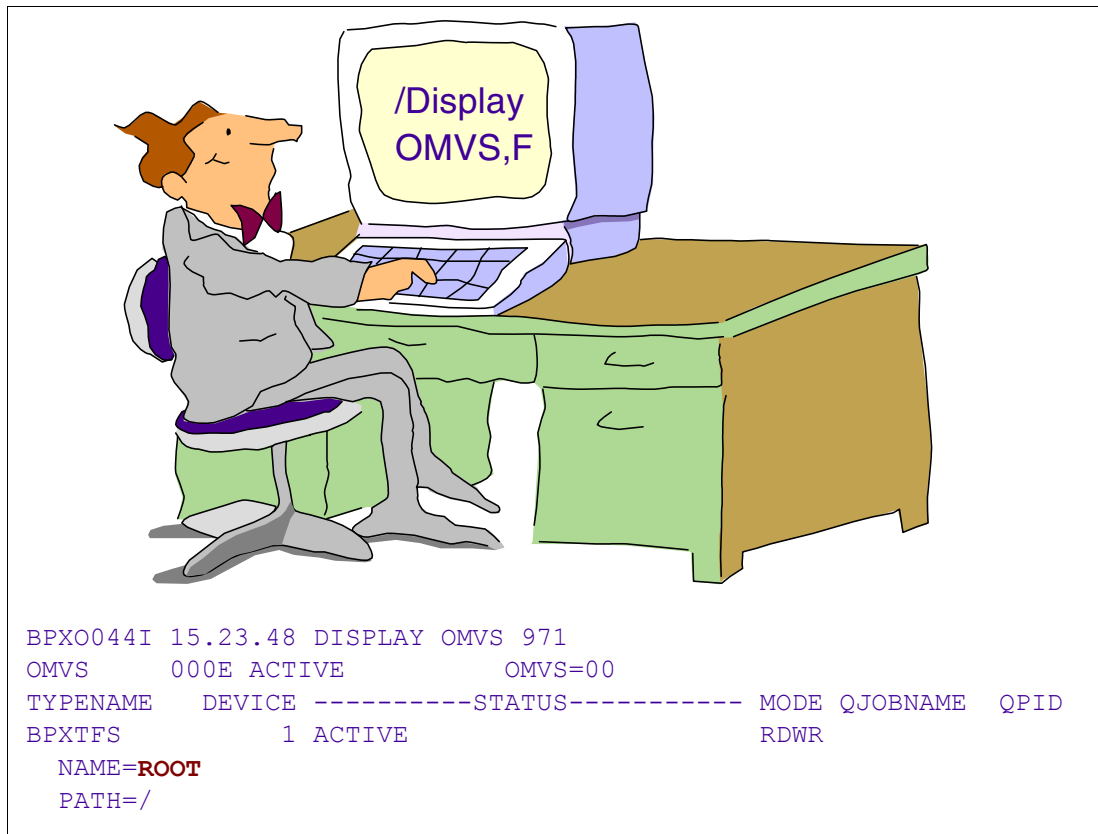 /Display
OMVS,F
BPXO044I 15.23.48 DISPLAY OMVS 971
OMVS     000E ACTIVE          OMVS=00
TYPENAME   DEVICE ----------STATUS----------- MODE QJOBNAME  QPID
BPXTFS          1 ACTIVE                      RDWR
  NAME=ROOT
  PATH=/